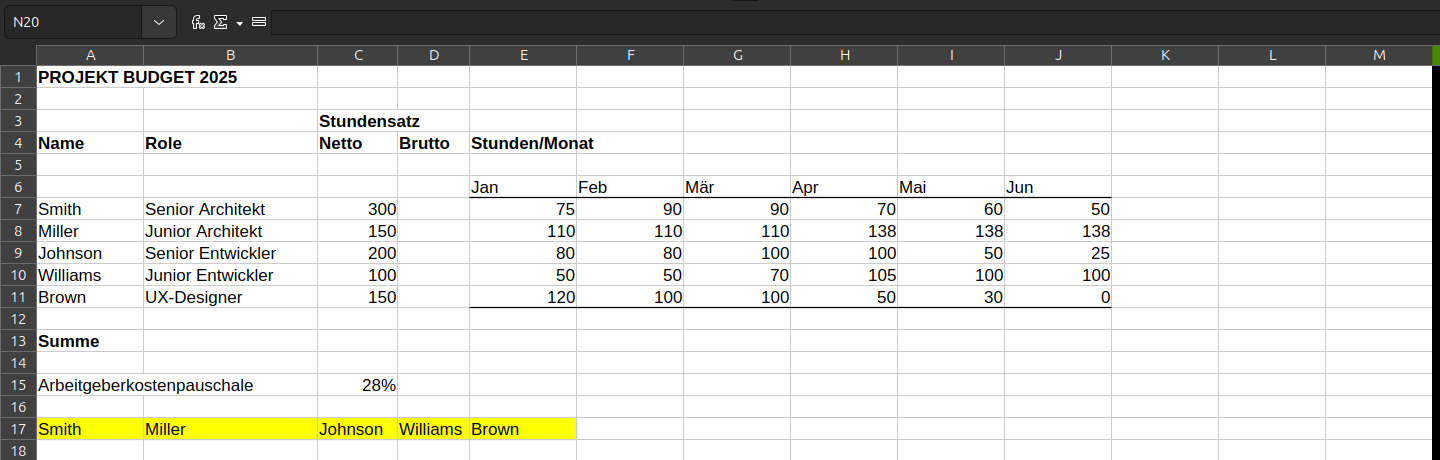 N20
A B C D E F G H I J K L M
1 PROJEKT BUDGET 2025
2
3 Stundensatz
4 Name Role Netto Brutto Stunden/Monat
5
6 Jan Feb Mär Apr Mai Jun
7 Smith Senior Architekt 300 75 90 90 70 60 50
8 Miller Junior Architekt 150 110 110 110 138 138 138
9 Johnson Senior Entwickler 200 80 80 100 100 50 25
10 Williams Junior Entwickler 100 50 50 70 105 100 100
11 Brown UX-Designer 150 120 100 100 50 30 0
12
13 Summe
14
15 Arbeitgeberkostenpauschale 28%
16
17 Smith Miller Johnson Williams Brown
18